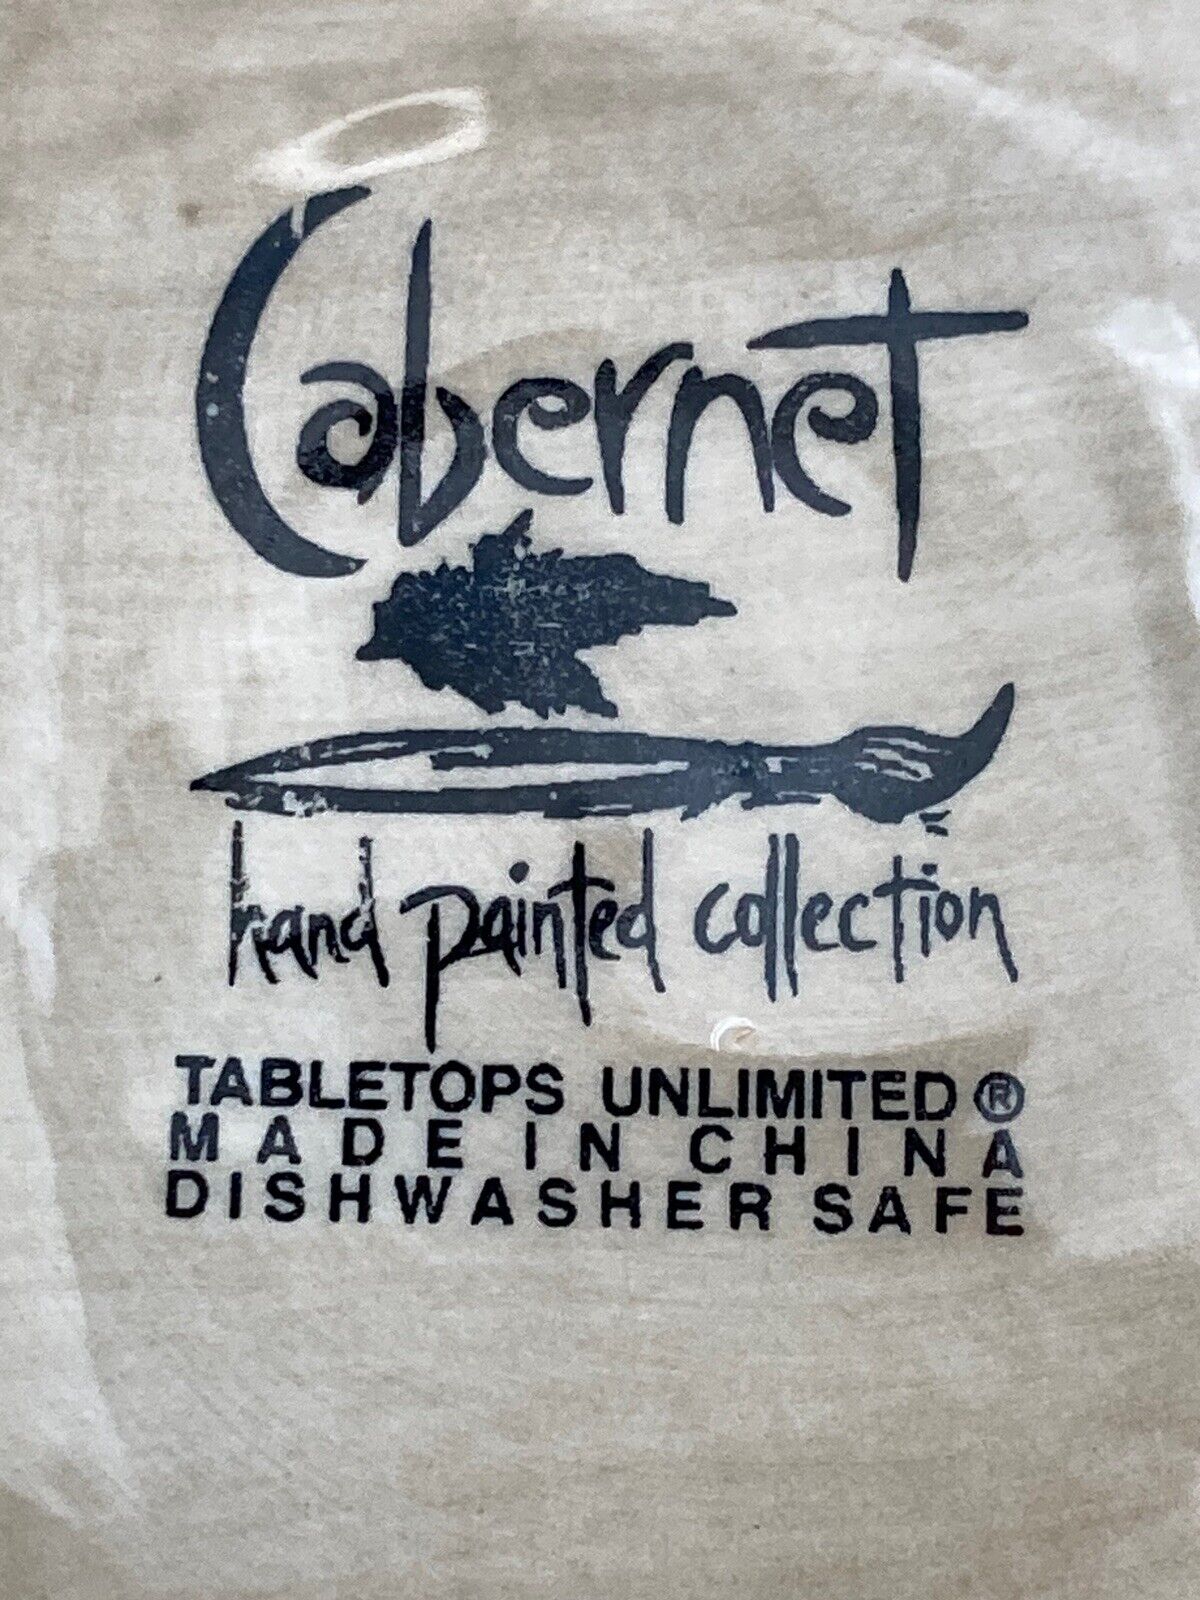 Cabernet
hand painted collection
TABLETOPS UNLIMITED ®
MADE IN CHINA
DISHWASHER SAFE